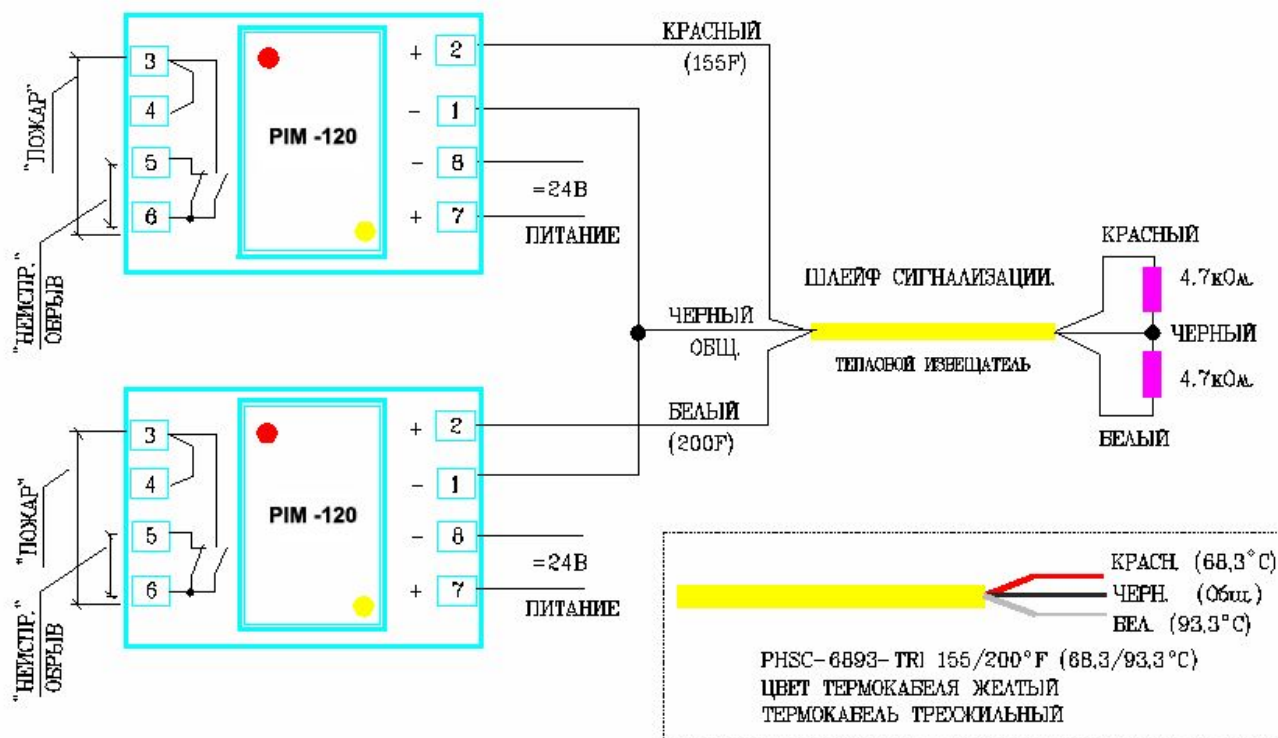 КРАСНЫЙ
(155F)
"ПОЖАР"
3
4
5
6
PIM -120
+ 2
- 1
- 8
+ 7
=24В
ПИТАНИЕ
"НЕИСПР."
ОБРЫВ
ЧЕРНЫЙ
ОБЩ.
ШЛЕЙФ СИГНАЛИЗАЦИИ.
ТЕПЛОВОЙ ИЗВЕЩАТЕЛЬ
КРАСНЫЙ
4.7кОм.
ЧЕРНЫЙ
4.7кОм.
БЕЛЫЙ
БЕЛЫЙ
(200F)
"ПОЖАР"
3
4
5
6
PIM -120
+ 2
- 1
- 8
+ 7
=24В
ПИТАНИЕ
"НЕИСПР."
ОБРЫВ
КРАСН. (68,3°C)
ЧЕРН. (Общ.)
БЕЛ. (93,3°C)
PHSC-6893-TRI 155/200°F (68,3/93,3°C)
ЦВЕТ ТЕРМОКАБЕЛЯ ЖЕЛТЫЙ
ТЕРМОКАБЕЛЬ ТРЕХЖИЛЬНЫЙ